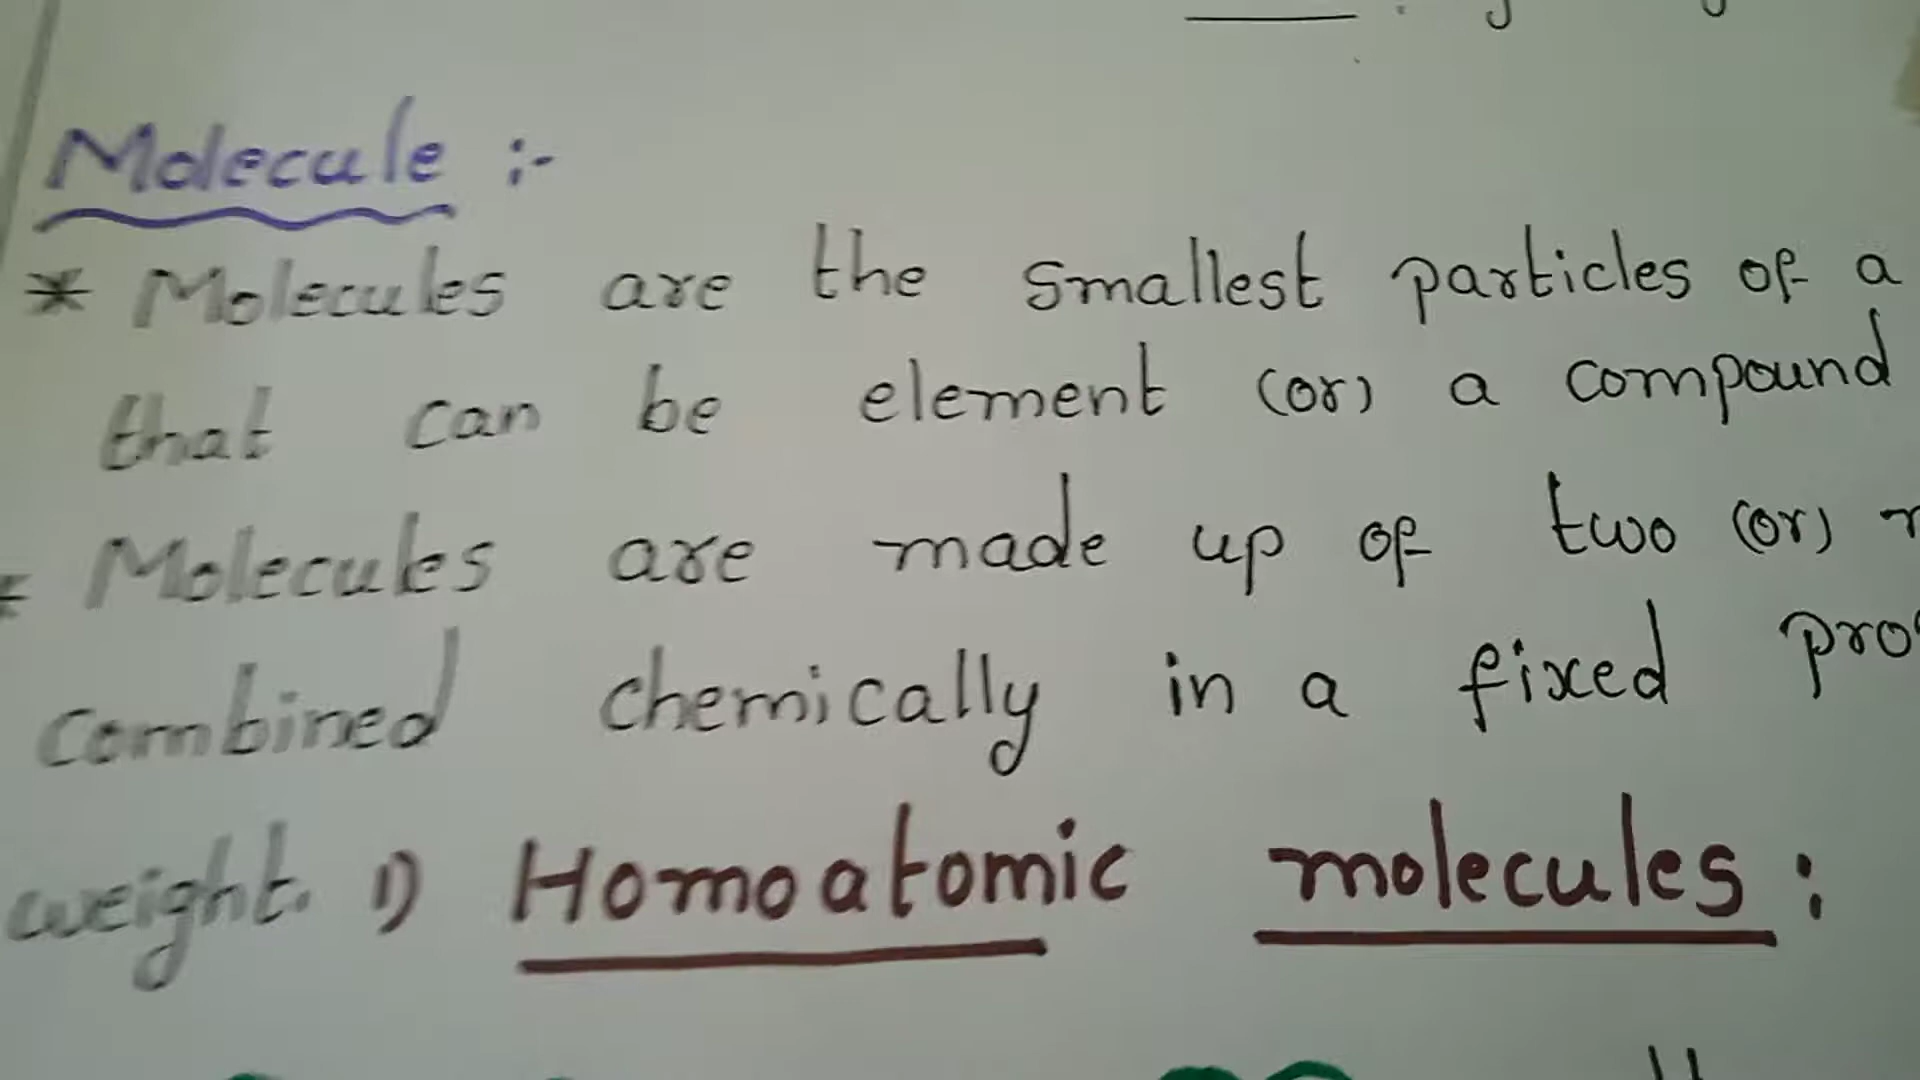 Molecule :-
* Molecules are the smallest particles of a
that can be element (or) a compound
* Molecules are made up of two (or)
combined chemically in a fixed
weight. 1) Homoatomic molecules :